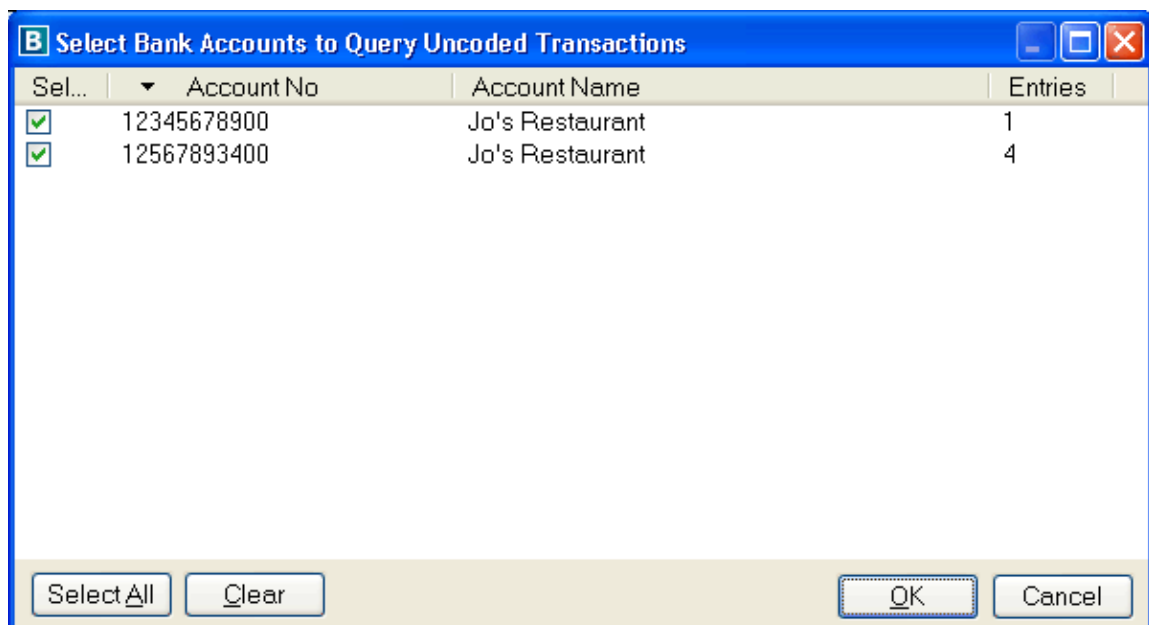 B Select Bank Accounts to Query Uncoded Transactions
Sel... Account No Account Name Entries
12345678900 Jo's Restaurant 1
12567893400 Jo's Restaurant 4
Select All Clear OK Cancel